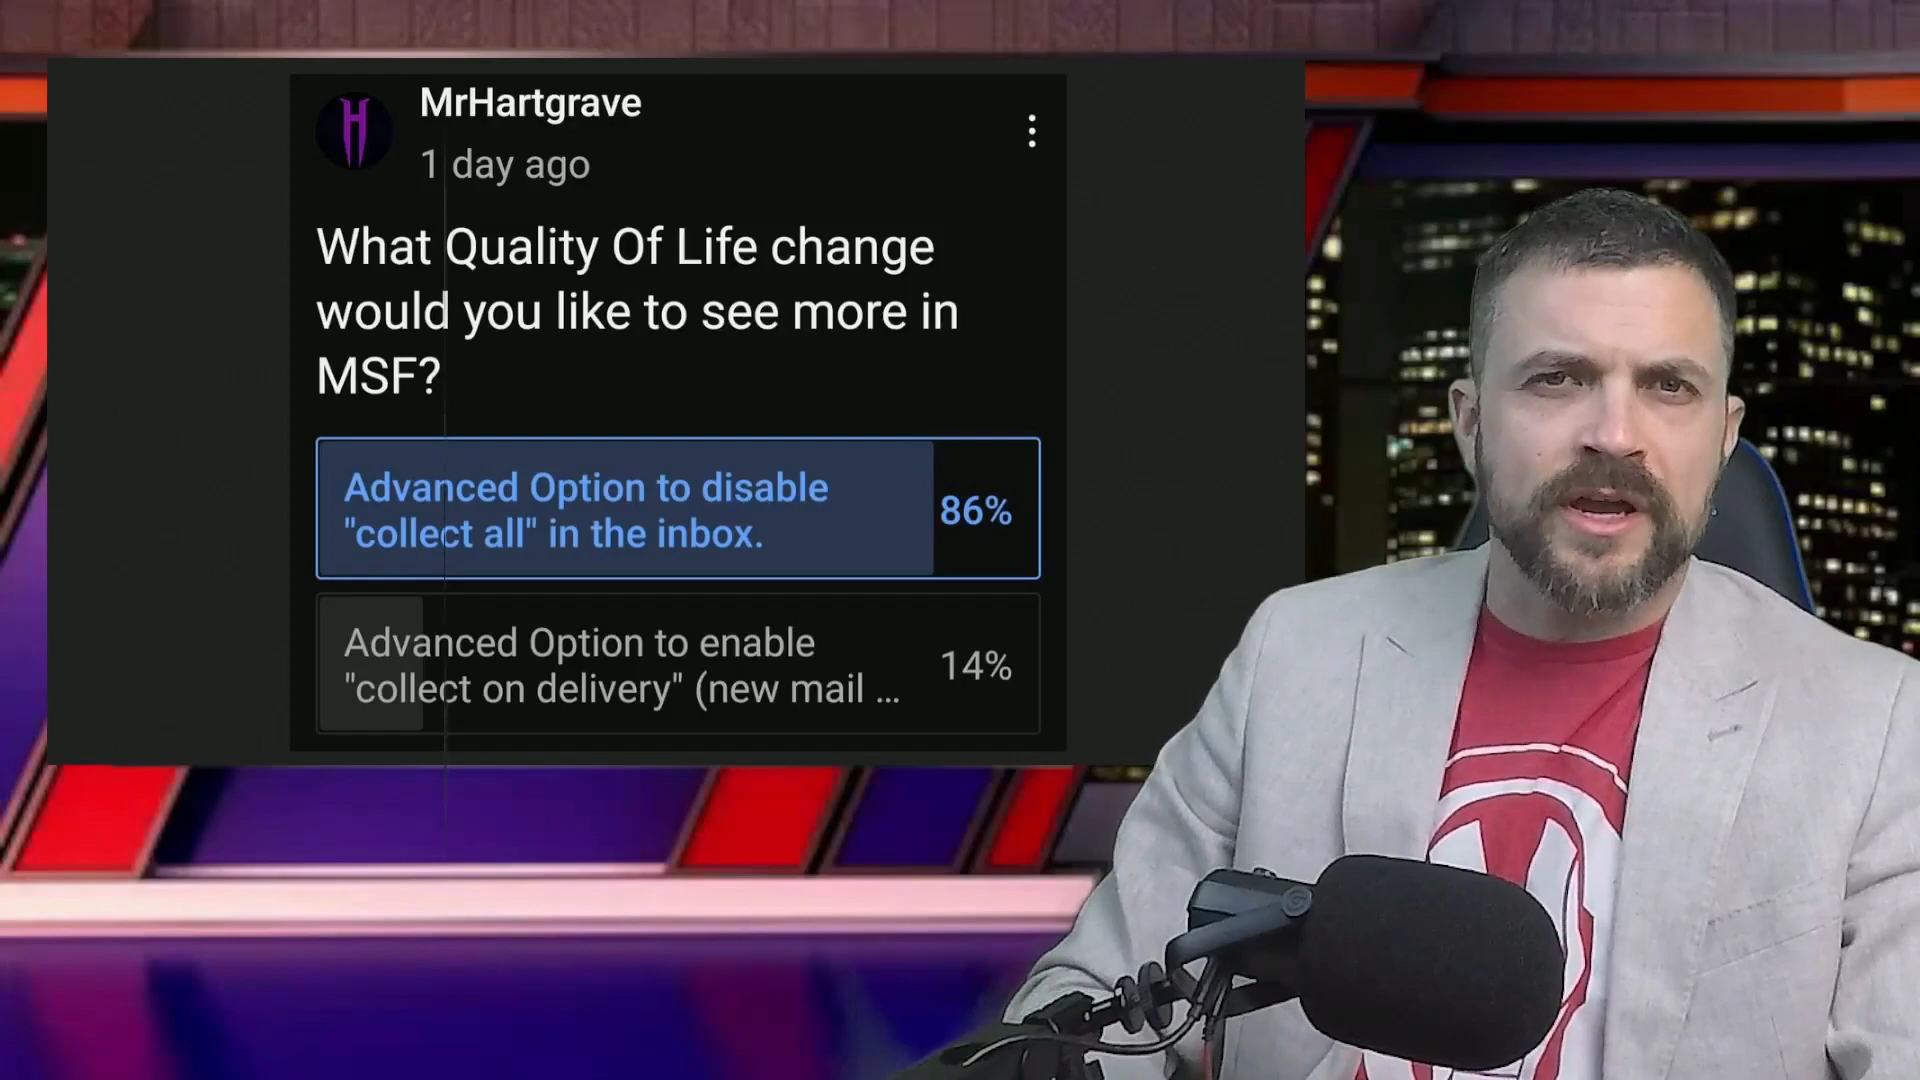 MrHartgrave
1 day ago
What Quality Of Life change
would you like to see more in
MSF?
Advanced Option to disable
"collect all" in the inbox.
86%
Advanced Option to enable
"collect on delivery" (new mail ...
14%